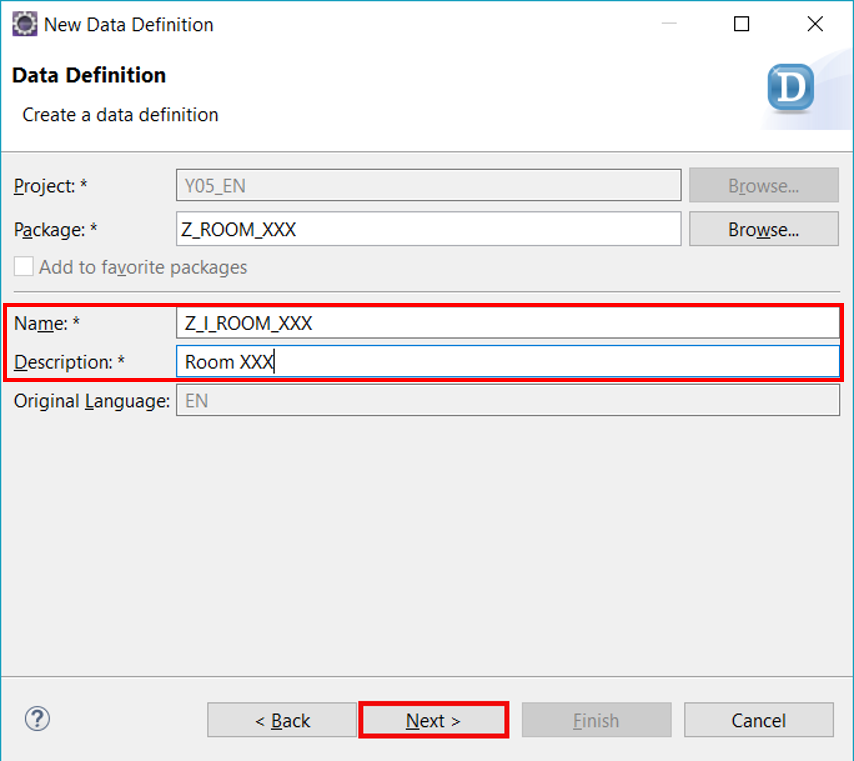 New Data Definition
Data Definition
Create a data definition
D
Project: * Y05_EN Browse...
Package: * Z_ROOM_XXX Browse...
Add to favorite packages
Name: * Z_I_ROOM_XXX
Description: * Room XXX
Original Language: EN
? < Back Next > Finish Cancel